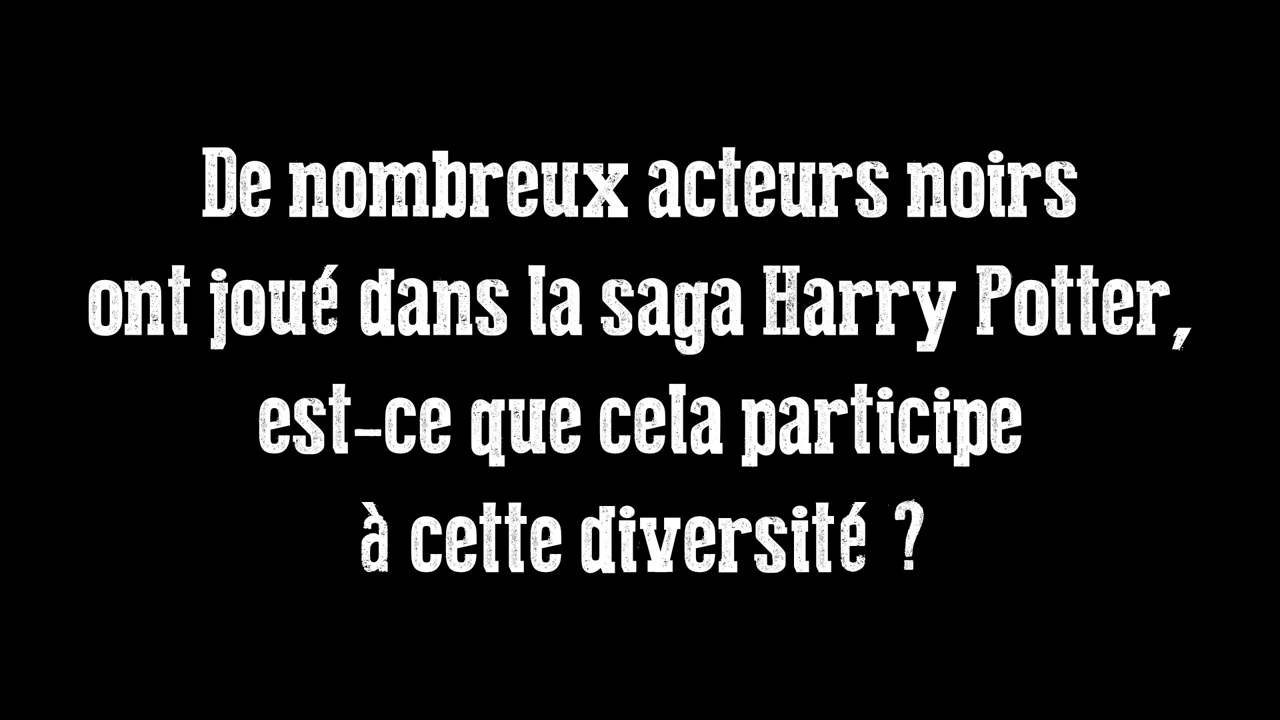 De nombreux acteurs noirs
ont joué dans la saga Harry Potter,
est-ce que cela participe
à cette diversité ?